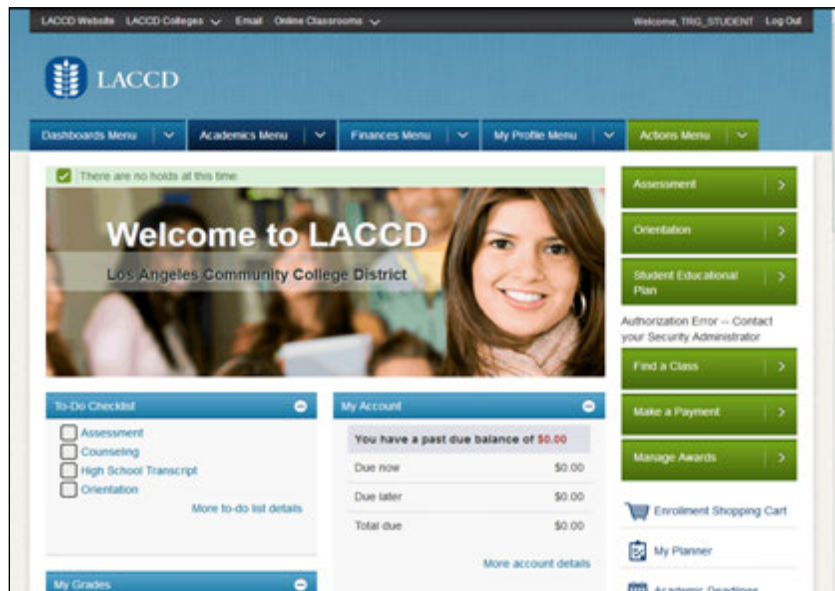 LACCD Website LACCD Colleges Email Online Classrooms Welcome, TRG_STUDENT Log Out
LACCD
Dashboards Menu Academics Menu Finances Menu My Profile Menu Actions Menu
There are no holds at this time.
Welcome to LACCD
Los Angeles Community College District
Assessment
Orientation
Student Educational
Plan
Authorization Error -- Contact
your Security Administrator
Find a Class
Make a Payment
Manage Awards
To-Do Checklist
Assessment
Counseling
High School Transcript
Orientation
More to-do list details
My Account
You have a past due balance of $0.00
Due now $0.00
Due later $0.00
Total due $0.00
More account details
Enrollment Shopping Cart
My Planner
Academic Deadlines
My Grades